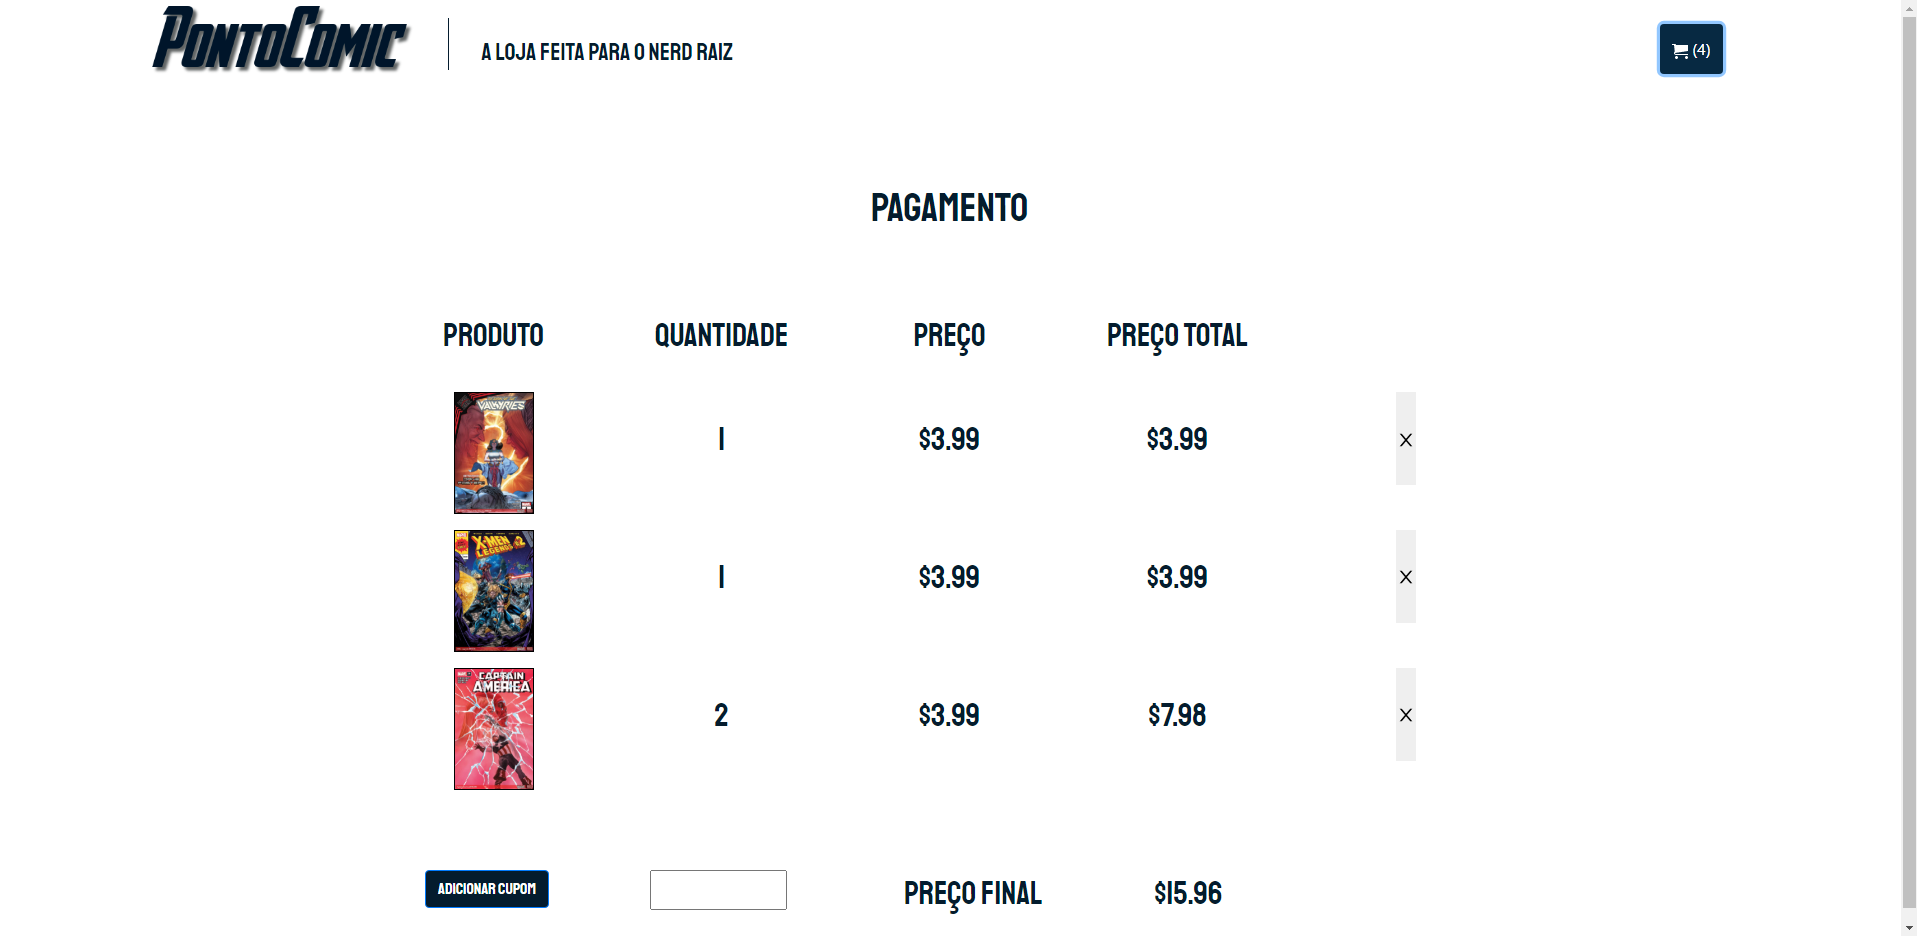 PONTOCOMIC
A LOJA FEITA PARA O NERD RAIZ
(4)
PAGAMENTO
PRODUTO QUANTIDADE PREÇO PREÇO TOTAL
VALKYRIES
1 $3.99 $3.99 X
X-MEN
LEGENDS
1 $3.99 $3.99 X
CAPTAIN
AMERICA
2 $3.99 $7.98 X
ADICIONAR CUPOM PREÇO FINAL $15.96